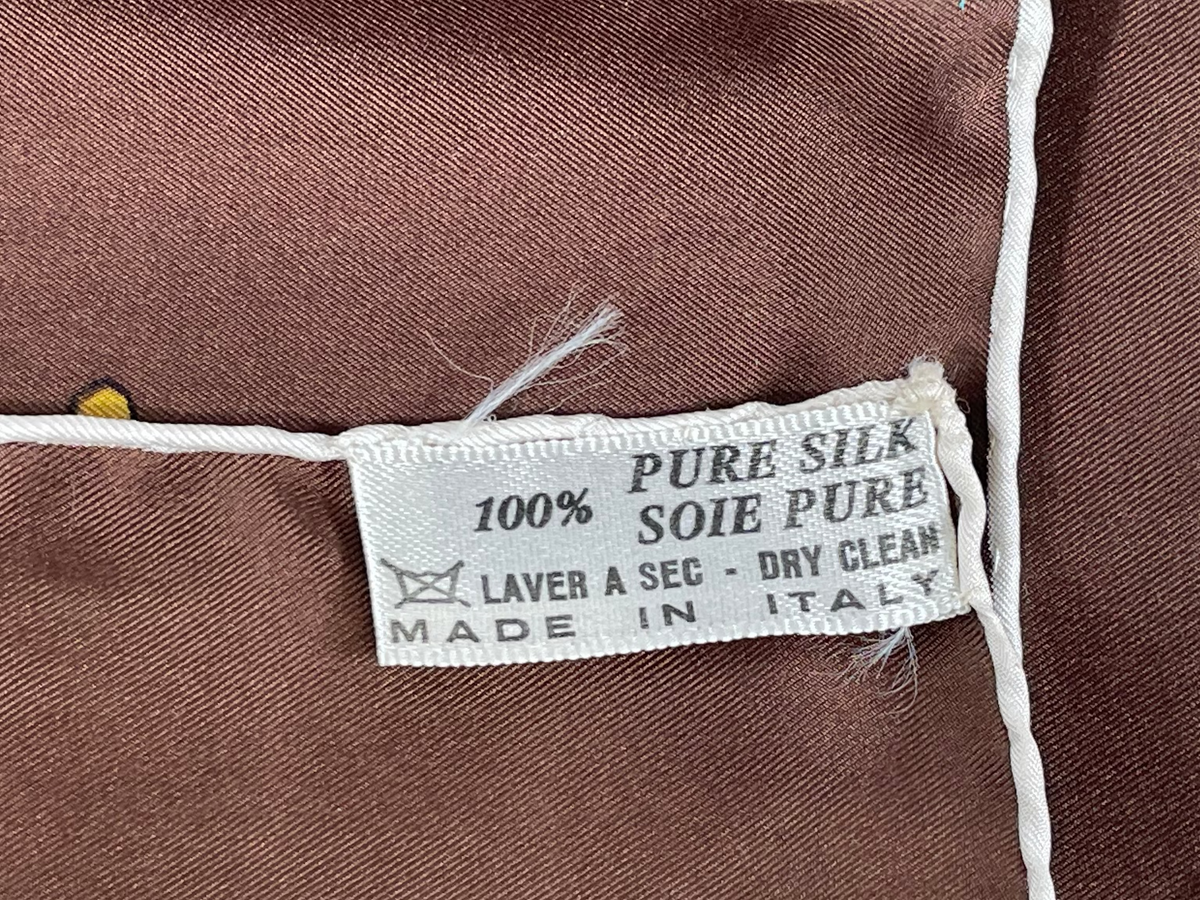 100% PURE SILK
SOIE PURE
LAVER A SEC - DRY CLEAN
MADE IN ITALY